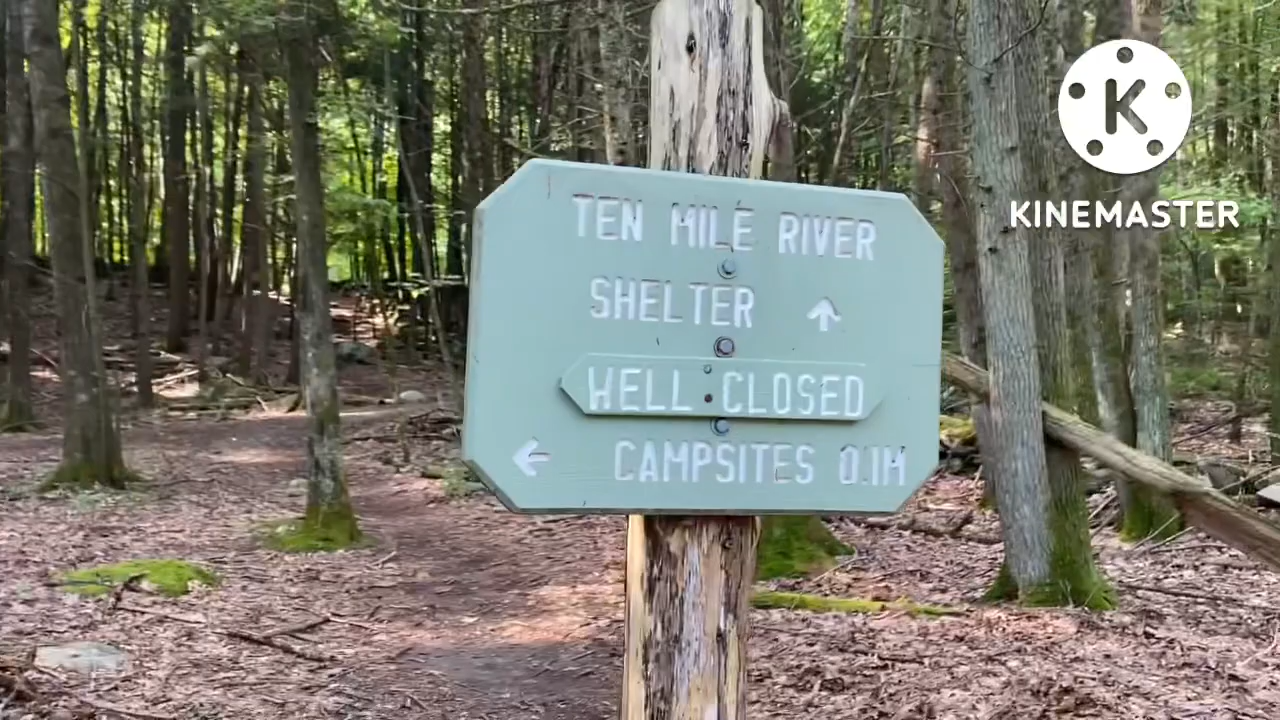 K
KINEMASTER
TEN MILE RIVER
SHELTER ↑
WELL CLOSED
← CAMPSITES 0.1M